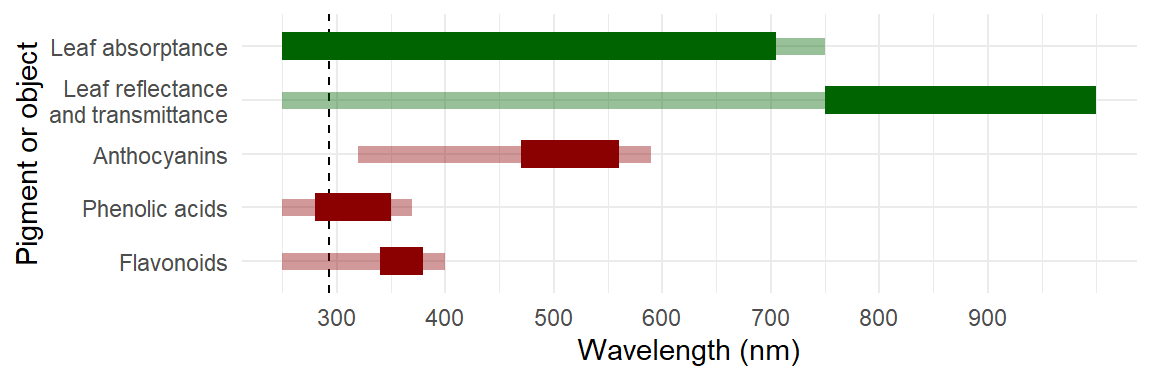 Pigment or object
Leaf absorptance
Leaf reflectance
and transmittance
Anthocyanins
Phenolic acids
Flavonoids
300 400 500 600 700 800 900
Wavelength (nm)